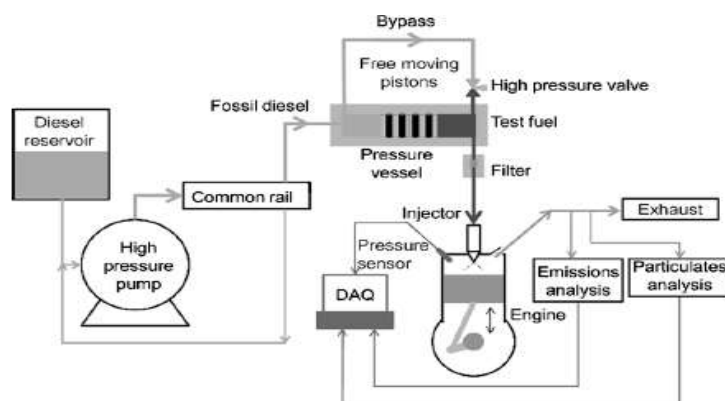 Bypass
Free moving
pistons
High pressure valve
Fossil diesel
Diesel
reservoir
Test fuel
Pressure
vessel
Filter
Common rail
Injector
Exhaust
High
pressure
pump
Pressure
sensor
DAQ
Emissions
analysis
Particulates
analysis
Engine